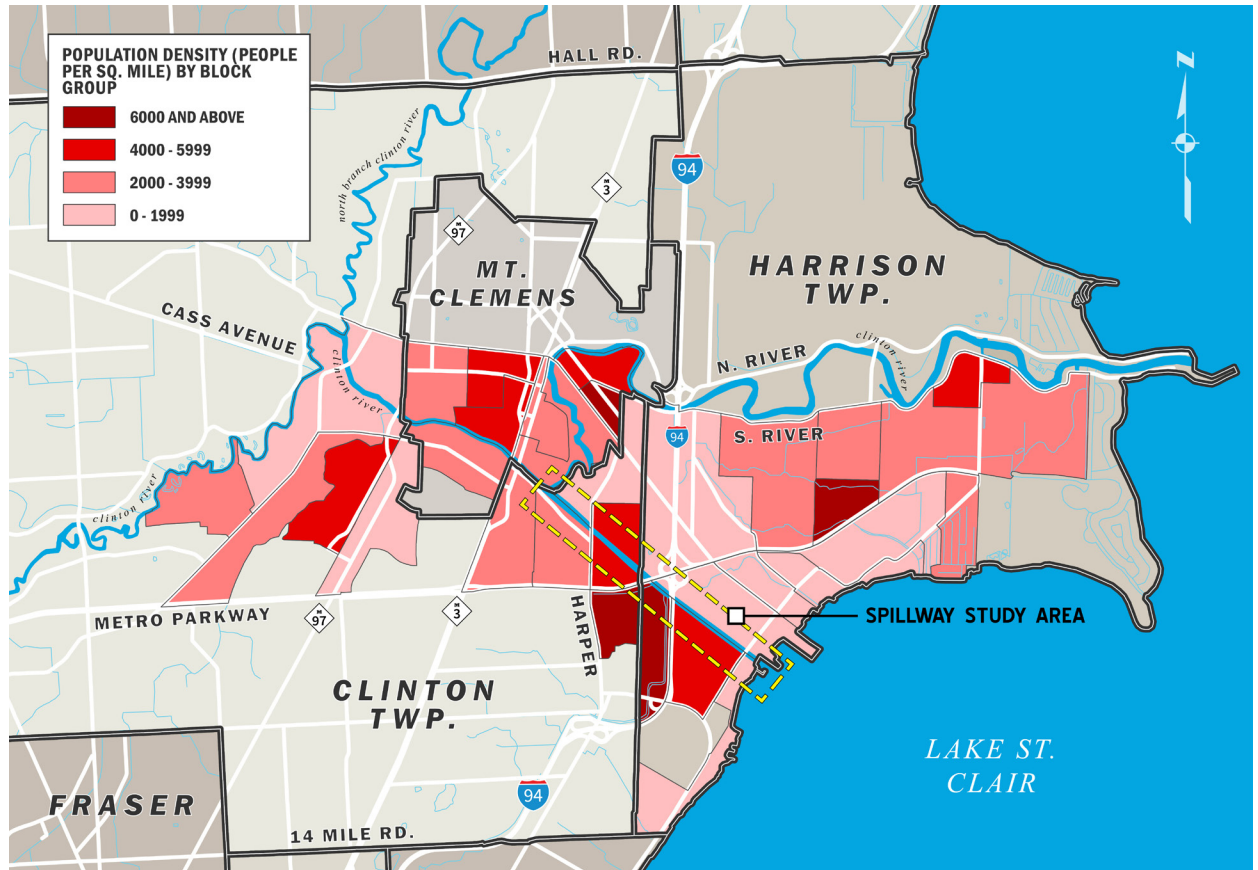 POPULATION DENSITY (PEOPLE
PER SQ. MILE) BY BLOCK
GROUP
6000 AND ABOVE
4000 - 5999
2000 - 3999
0 - 1999
HALL RD.
N
north branch clinton river
94
M
3
M
97
MT.
CLEMENS
HARRISON
TWP.
CASS AVENUE
clinton river
N. RIVER
clinton river
S. RIVER
94
clinton river
METRO PARKWAY
M
97
M
3
HARPER
SPILLWAY STUDY AREA
CLINTON
TWP.
LAKE ST.
CLAIR
94
FRASER
14 MILE RD.